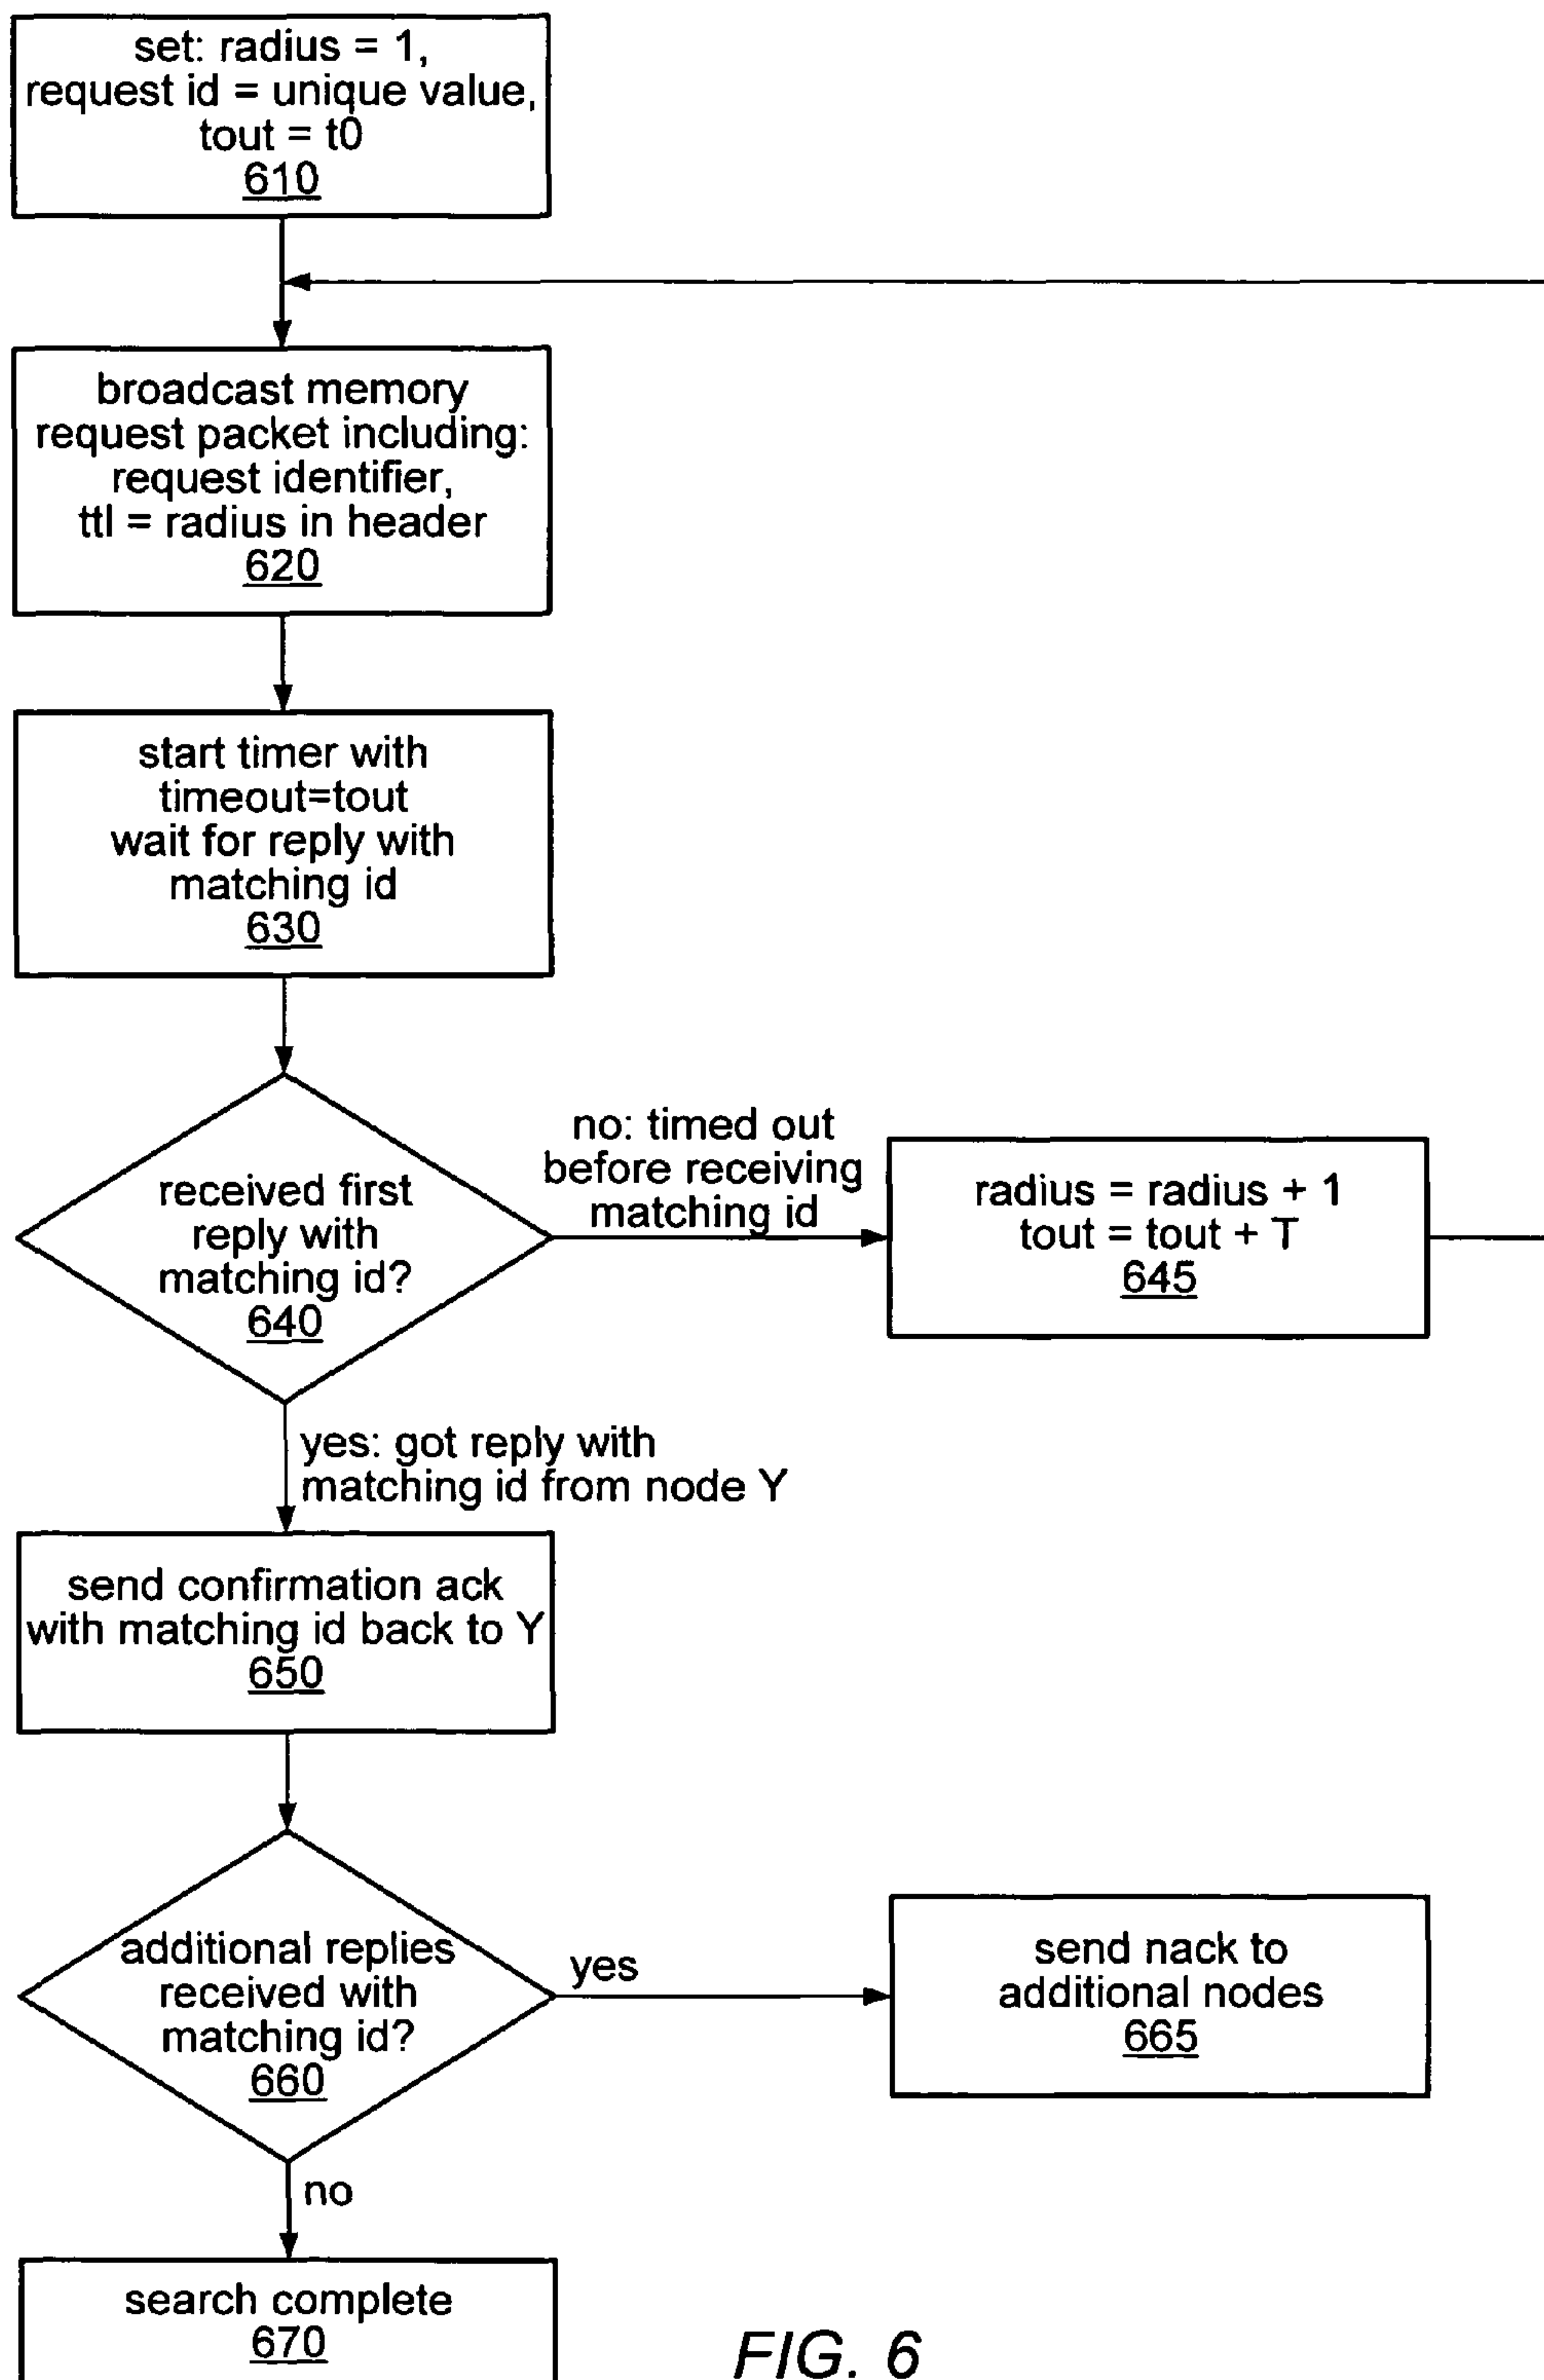 set: radius = 1,
request id = unique value,
tout = t0
610
broadcast memory
request packet including:
request identifier,
ttl = radius in header
620
start timer with
timeout=tout
wait for reply with
matching id
630
received first
reply with
matching id?
640
no: timed out
before receiving
matching id
radius = radius + 1
tout = tout + T
645
yes: got reply with
matching id from node Y
send confirmation ack
with matching id back to Y
650
additional replies
received with
matching id?
660
yes
send nack to
additional nodes
665
no
search complete
670
FIG. 6